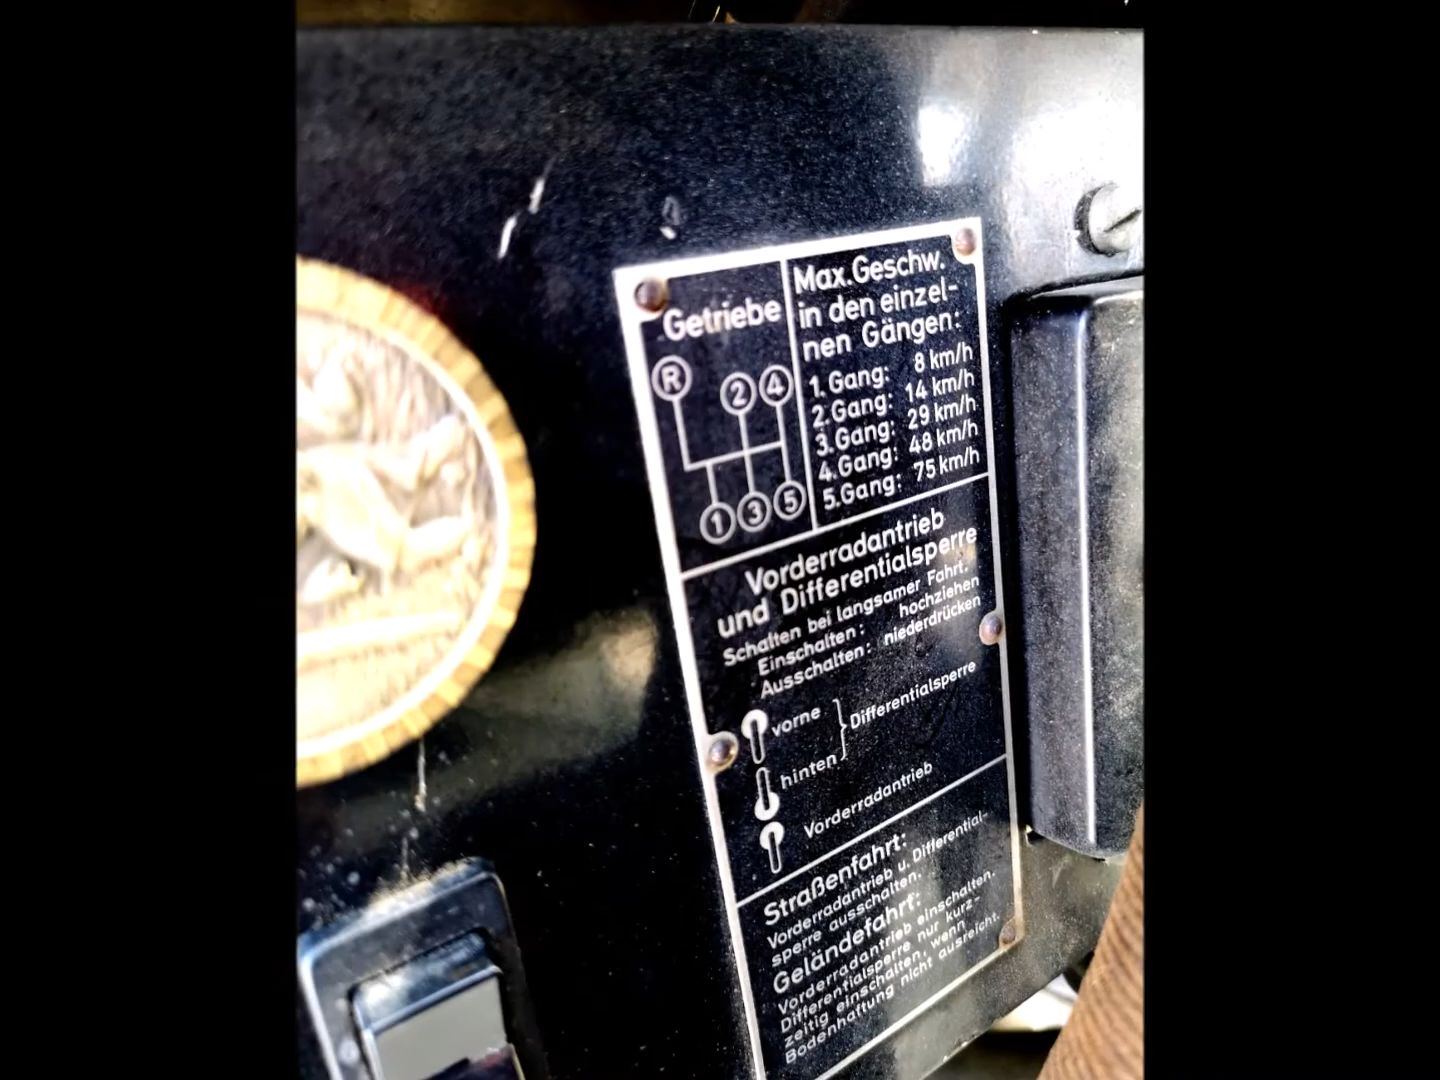 Getriebe
R 2 4
1 3 5
Max.Geschw.
in den einzel-
nen Gängen:
1.Gang: 8 km/h
2.Gang: 14 km/h
3.Gang: 29 km/h
4.Gang: 48 km/h
5.Gang: 75 km/h
Vorderradantrieb
und Differentialsperre
Schalten bei langsamer Fahrt.
Einschalten: hochziehen
Ausschalten: niederdrücken
vorne
hinten
Differentialsperre
Vorderradantrieb
Straßenfahrt:
Vorderradantrieb u. Differential-
sperre ausschalten.
Geländefahrt:
Vorderradantrieb einschalten.
Differentialsperre nur kurz-
zeitig einschalten, wenn
Bodenhaftung nicht ausreicht.